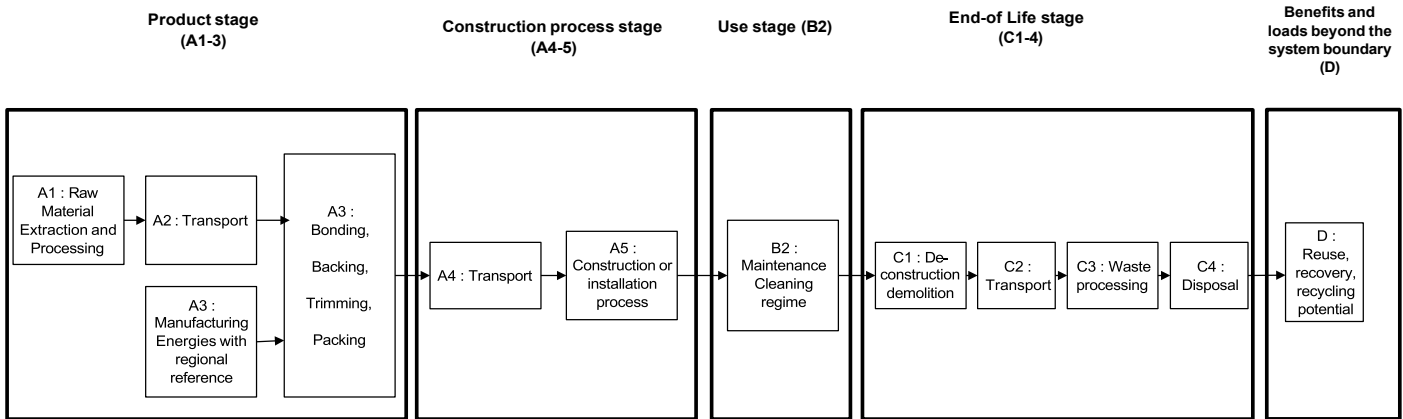 Product stage
(A1-3)
Construction process stage
(A4-5)
Use stage (B2)
End-of Life stage
(C1-4)
Benefits and
loads beyond the
system boundary
(D)
A1 : Raw
Material
Extraction and
Processing
A2 : Transport
A3 :
Manufacturing
Energies with
regional
reference
A3 :
Bonding,
Backing,
Trimming,
Packing
A4 : Transport
A5 :
Construction or
installation
process
B2 :
Maintenance
Cleaning
regime
C1 : De-
construction
demolition
C2 :
Transport
C3 : Waste
processing
C4 :
Disposal
D :
Reuse,
recovery,
recycling
potential